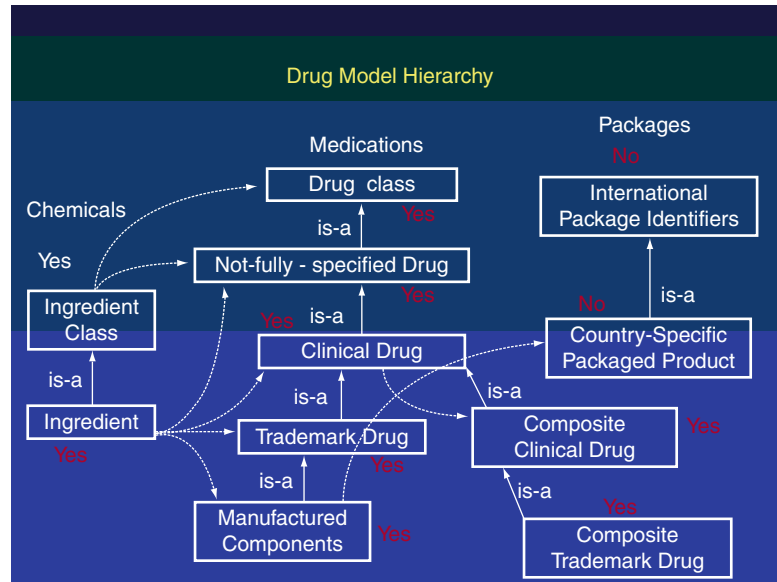 Drug Model Hierarchy
Packages
No
Medications
Drug class
Yes
International
Package Identifiers
Chemicals
is-a
Yes
Not-fully - specified Drug
Yes
is-a
No
Ingredient
Class
Yes
is-a
Clinical Drug
Country-Specific
Packaged Product
is-a
is-a
is-a
Ingredient
Yes
Trademark Drug
Yes
Composite
Clinical Drug
Yes
is-a
is-a
Manufactured
Components
Yes
Yes
Composite
Trademark Drug